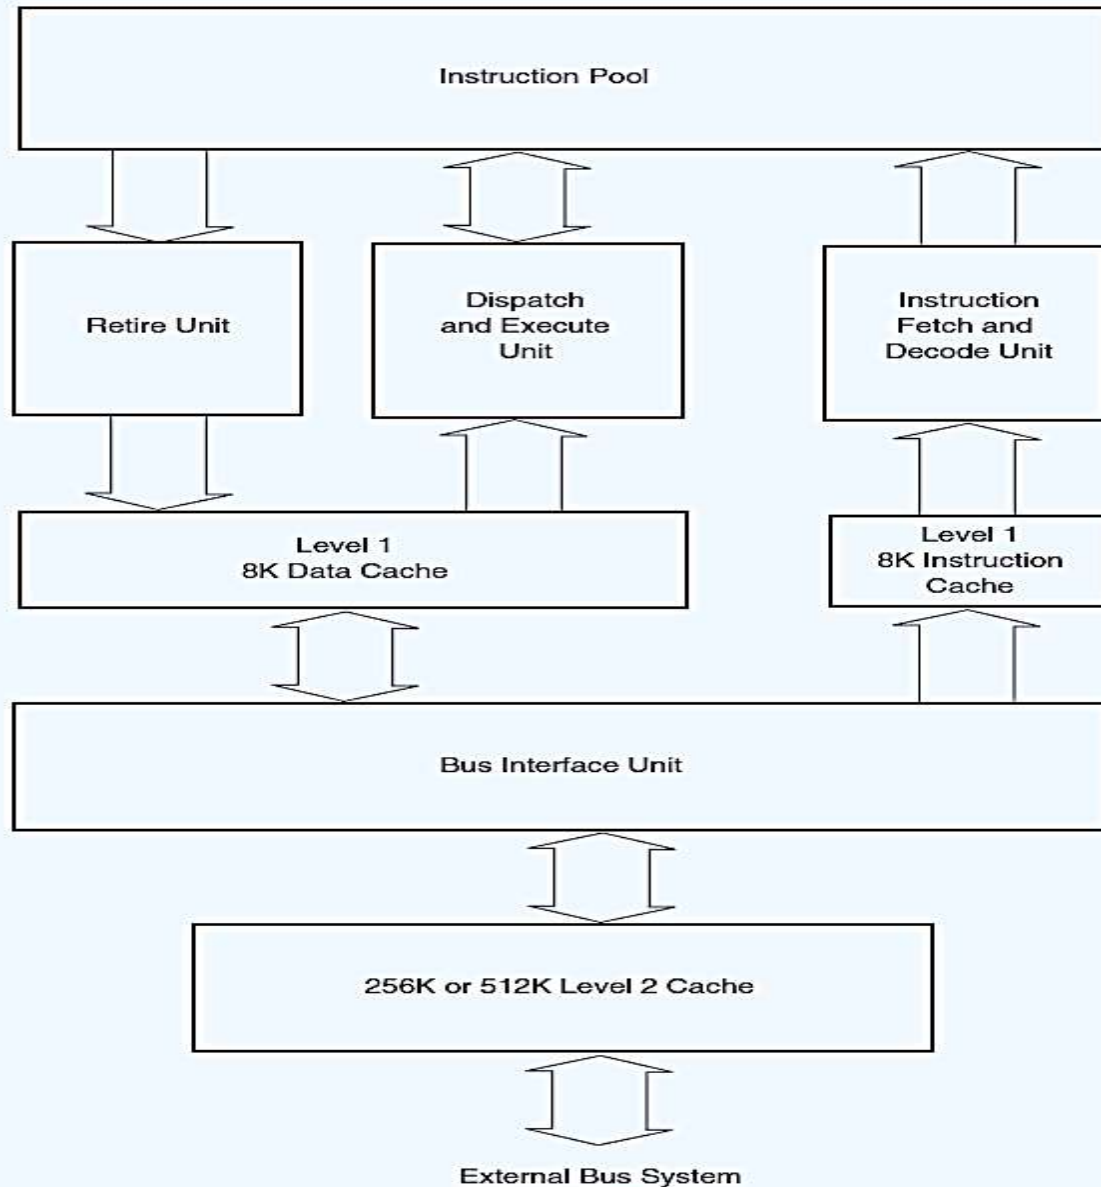 Instruction Pool
Retire Unit
Dispatch
and Execute
Unit
Instruction
Fetch and
Decode Unit
Level 1
8K Data Cache
Level 1
8K Instruction
Cache
Bus Interface Unit
256K or 512K Level 2 Cache
External Bus System